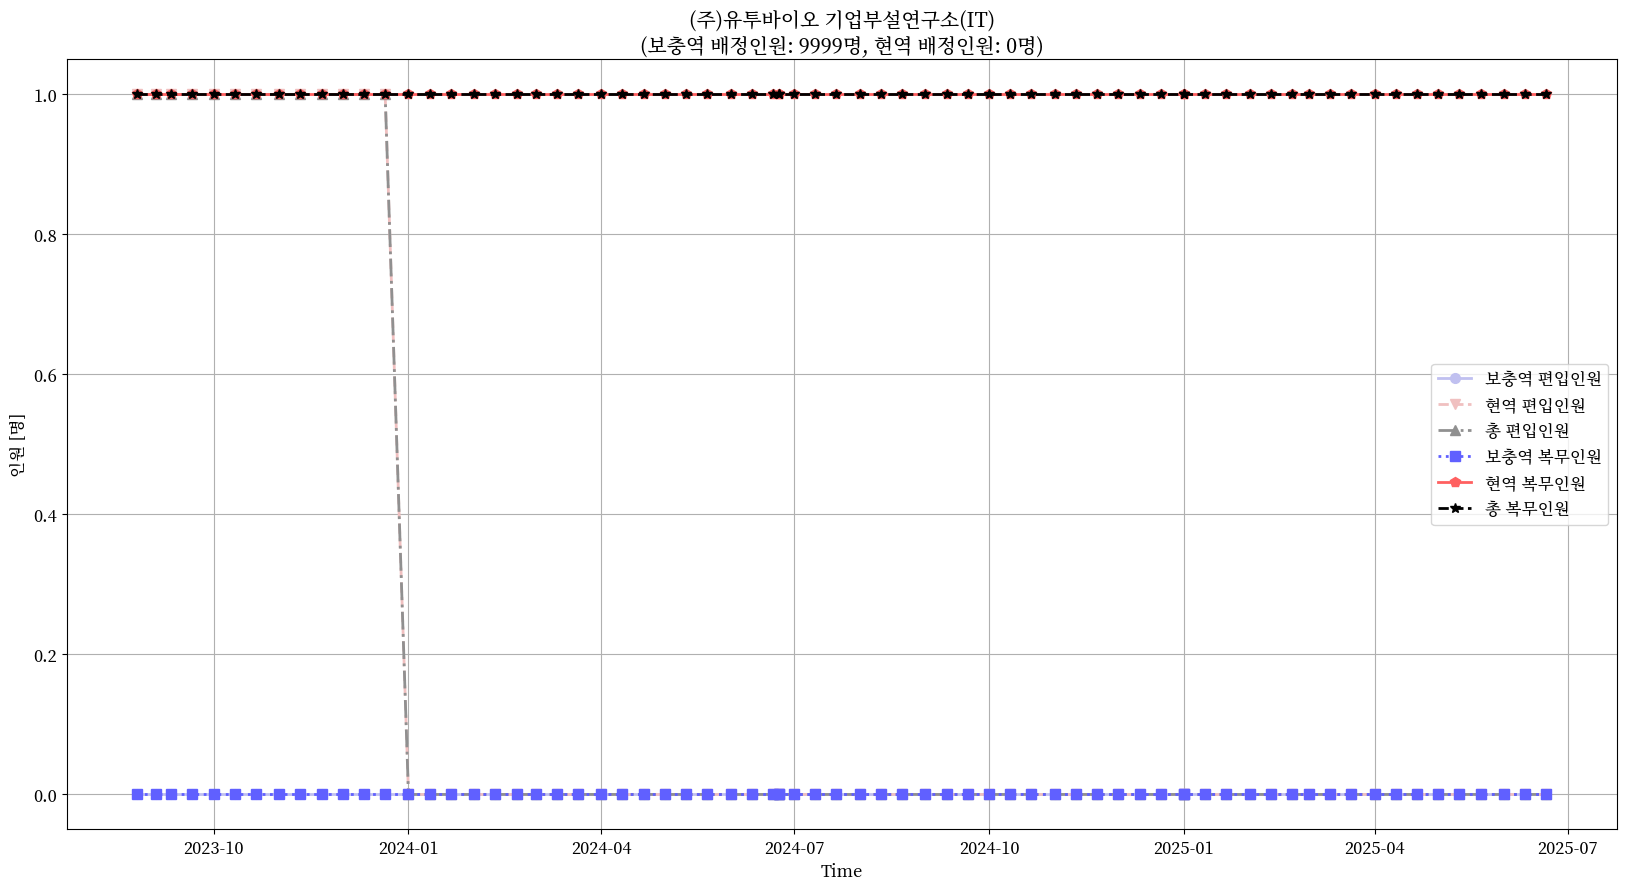 (주)유투바이오 기업부설연구소(IT)
(보충역 배정인원: 9999명, 현역 배정인원: 0명)
인원 [명]
1.0
0.8
0.6
0.4
0.2
0.0
보충역 편입인원
현역 편입인원
총 편입인원
보충역 복무인원
현역 복무인원
총 복무인원
2023-10 2024-01 2024-04 2024-07 2024-10 2025-01 2025-04 2025-07
Time